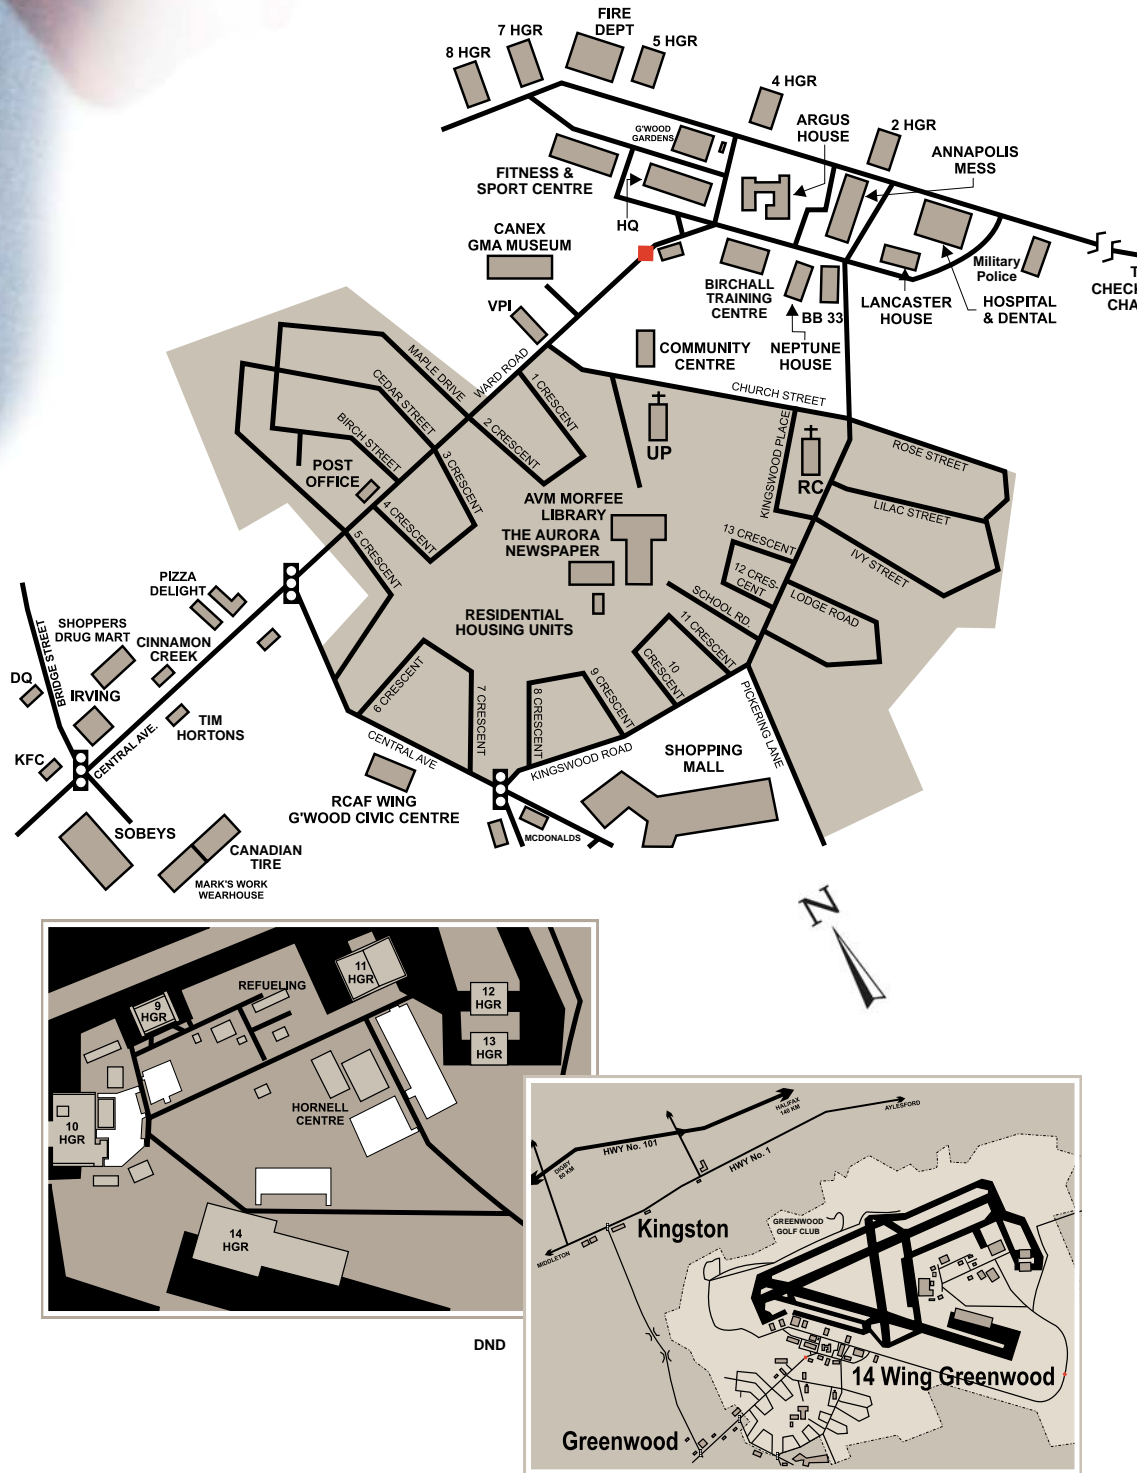 FIRE
DEPT
7 HGR
5 HGR
8 HGR
4 HGR
ARGUS
HOUSE
2 HGR
G'WOOD
GARDENS
ANNAPOLIS
MESS
FITNESS &
SPORT CENTRE
HQ
CANEX
GMA MUSEUM
Military
Police
BIRCHALL
TRAINING
CENTRE
LANCASTER
HOUSE
HOSPITAL
& DENTAL
T
CHECK
CHA
VPI
BB 33
NEPTUNE
HOUSE
COMMUNITY
CENTRE
WARD ROAD
MAPLE DRIVE
CEDAR STREET
BIRCH STREET
1 CRESCENT
2 CRESCENT
3 CRESCENT
4 CRESCENT
5 CRESCENT
CHURCH STREET
KINGSWOOD PLACE
ROSE STREET
LILAC STREET
IVY STREET
LODGE ROAD
UP
RC
POST
OFFICE
AVM MORFEE
LIBRARY
THE AURORA
NEWSPAPER
13 CRESCENT
12 CRES-
CENT
SCHOOL RD.
11 CRESCENT
10
CRESCENT
9 CRESCENT
8 CRESCENT
7 CRESCENT
6 CRESCENT
RESIDENTIAL
HOUSING UNITS
PIZZA
DELIGHT
SHOPPERS
DRUG MART
CINNAMON
CREEK
BRIDGE STREET
DQ
IRVING
TIM
HORTONS
CENTRAL AVE.
KFC
CENTRAL AVE
KINGSWOOD ROAD
PICKERING LANE
SHOPPING
MALL
RCAF WING
G'WOOD CIVIC CENTRE
MCDONALDS
SOBEYS
CANADIAN
TIRE
MARK'S WORK
WEARHOUSE
N
11
HGR
REFUELING
9
HGR
12
HGR
13
HGR
HORNELL
CENTRE
10
HGR
14
HGR
DND
HALIFAX
140 KM
AYLESFORD
HWY No. 101
HWY No. 1
DIGBY
80 KM
MIDDLETON
Kingston
GREENWOOD
GOLF CLUB
14 Wing Greenwood
Greenwood